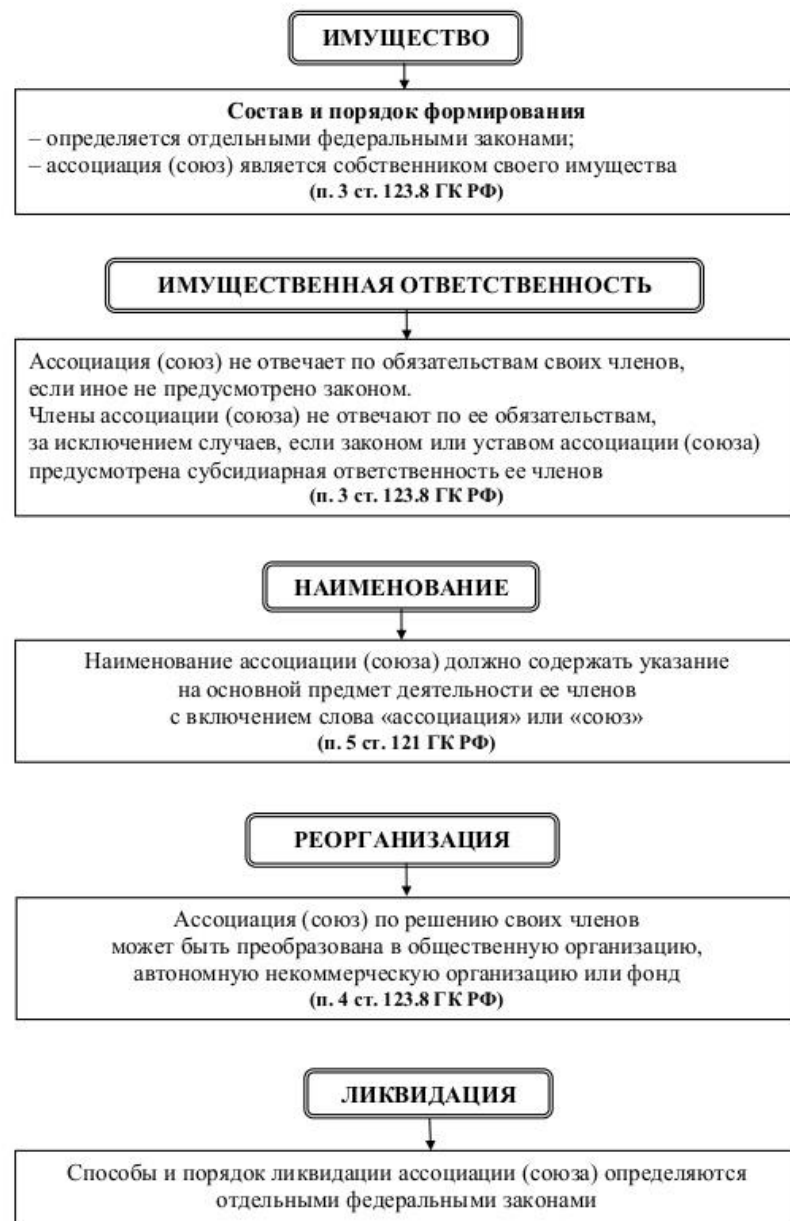 ИМУЩЕСТВО
Состав и порядок формирования
– определяется отдельными федеральными законами;
– ассоциация (союз) является собственником своего имущества
(п. 3 ст. 123.8 ГК РФ)
ИМУЩЕСТВЕННАЯ ОТВЕТСТВЕННОСТЬ
Ассоциация (союз) не отвечает по обязательствам своих членов,
если иное не предусмотрено законом.
Члены ассоциации (союза) не отвечают по ее обязательствам,
за исключением случаев, если законом или уставом ассоциации (союза)
предусмотрена субсидиарная ответственность ее членов
(п. 3 ст. 123.8 ГК РФ)
НАИМЕНОВАНИЕ
Наименование ассоциации (союза) должно содержать указание
на основной предмет деятельности ее членов
с включением слова «ассоциация» или «союз»
(п. 5 ст. 121 ГК РФ)
РЕОРГАНИЗАЦИЯ
Ассоциация (союз) по решению своих членов
может быть преобразована в общественную организацию,
автономную некоммерческую организацию или фонд
(п. 4 ст. 123.8 ГК РФ)
ЛИКВИДАЦИЯ
Способы и порядок ликвидации ассоциации (союза) определяются
отдельными федеральными законами